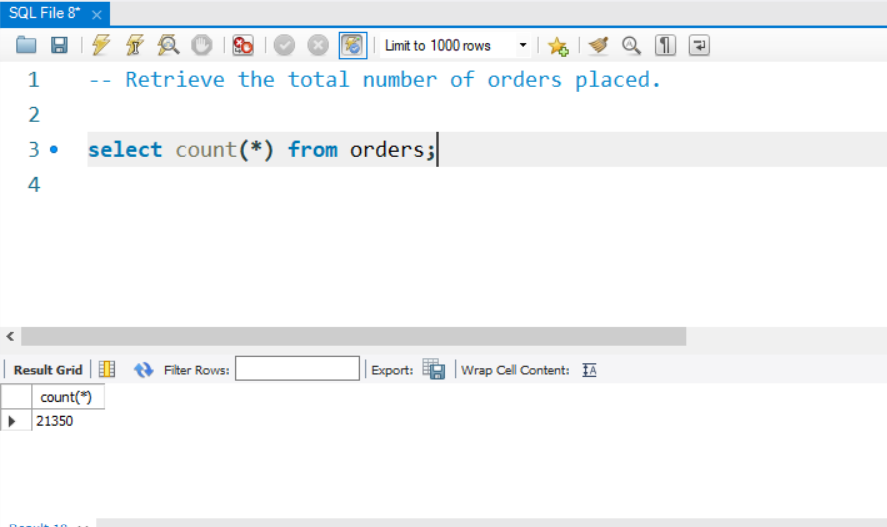 SQL File 8*
Limit to 1000 rows
1 -- Retrieve the total number of orders placed.
2
3 select count(*) from orders;
4
Result Grid Filter Rows: Export: Wrap Cell Content:
count(*)
21350